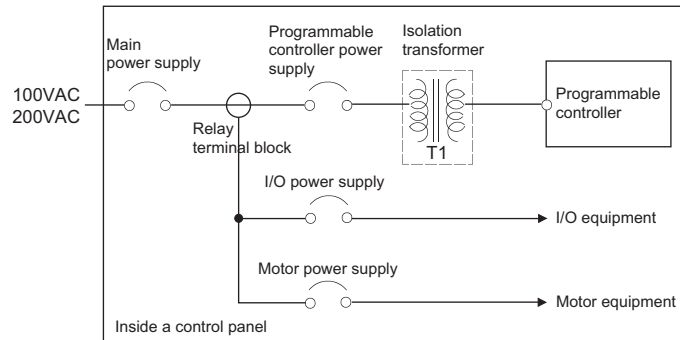 Main
power supply
Programmable
controller power
supply
Isolation
transformer
100VAC
200VAC
Relay
terminal block
T1
Programmable
controller
I/O power supply
I/O equipment
Motor power supply
Motor equipment
Inside a control panel